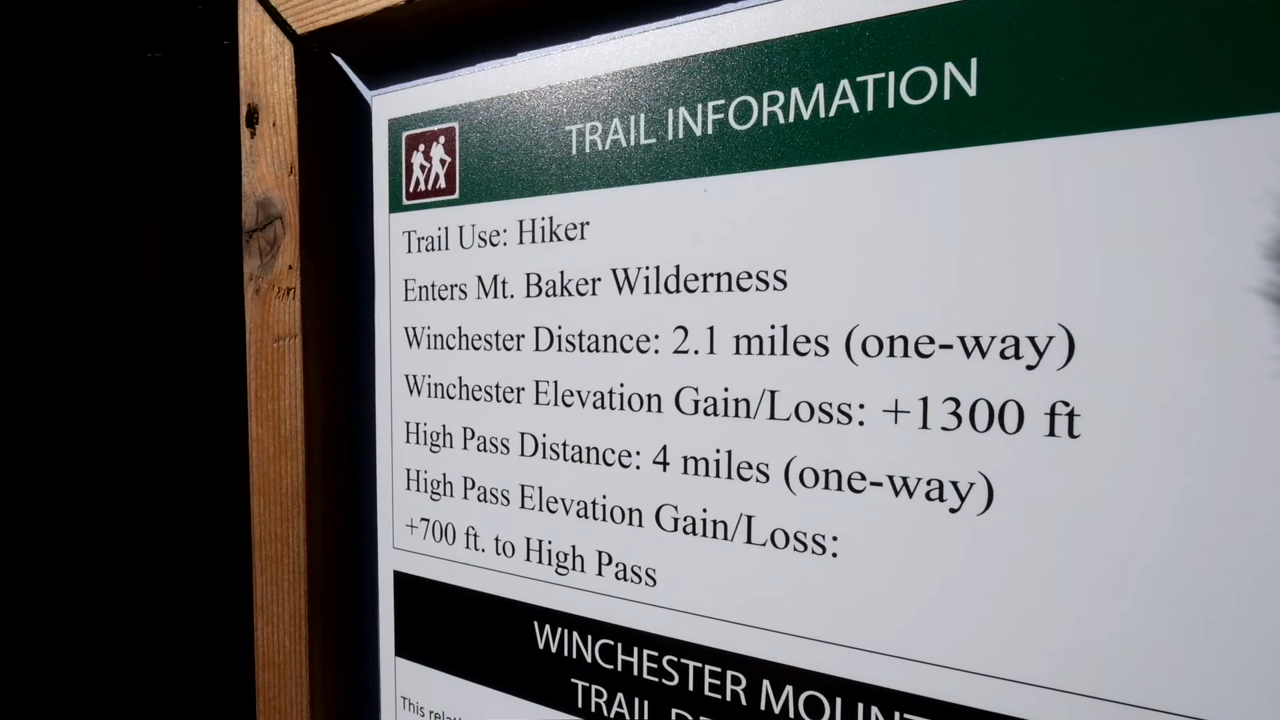 TRAIL INFORMATION
Trail Use: Hiker
Enters Mt. Baker Wilderness
Winchester Distance: 2.1 miles (one-way)
Winchester Elevation Gain/Loss: +1300 ft
High Pass Distance: 4 miles (one-way)
High Pass Elevation Gain/Loss:
+700 ft. to High Pass
WINCHESTER
TRAIL
This